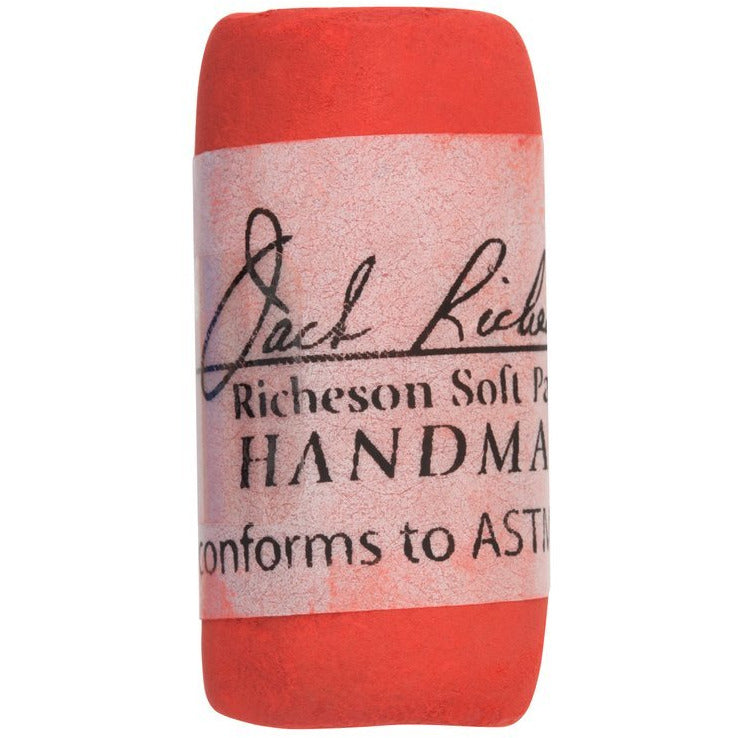 Jack Riche
Richeson Soft Pa
HANDMA
conforms to ASTM